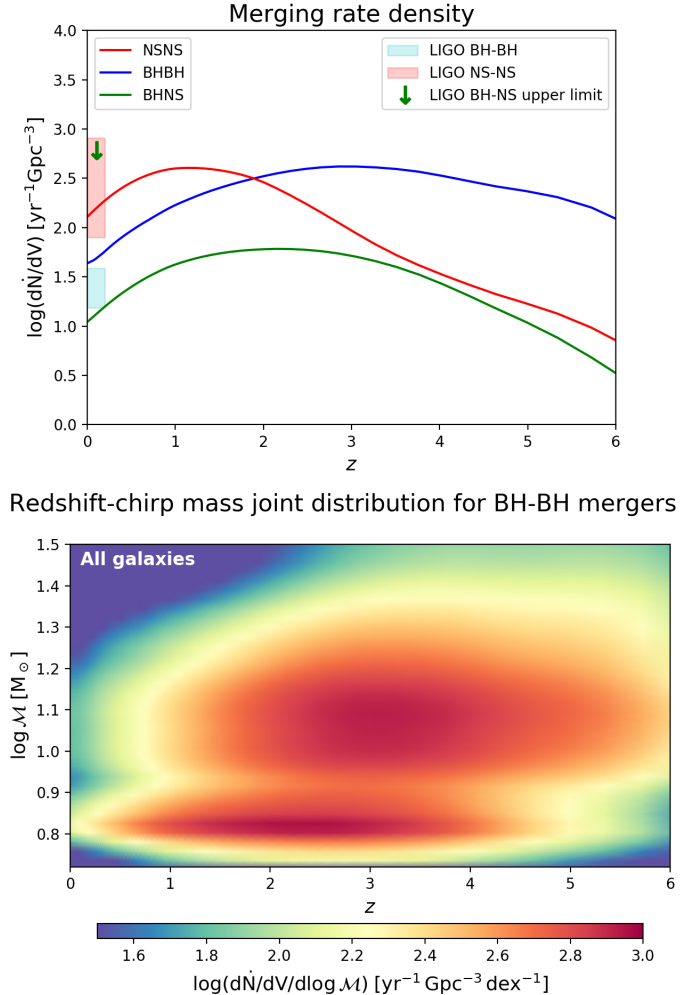 Merging rate density
4.0
3.5
3.0
2.5
2.0
1.5
1.0
0.5
0.0
log(dṄ/dV) [yr⁻¹Gpc⁻³]
NSNS
BHBH
BHNS
LIGO BH-BH
LIGO NS-NS
LIGO BH-NS upper limit
0 1 2 3 4 5 6
z
Redshift-chirp mass joint distribution for BH-BH mergers
All galaxies
1.5
1.4
1.3
1.2
1.1
1.0
0.9
0.8
log ℳ [M⊙]
0 1 2 3 4 5 6
z
1.6 1.8 2.0 2.2 2.4 2.6 2.8 3.0
log(dṄ/dV/dlog ℳ) [yr⁻¹ Gpc⁻³ dex⁻¹]